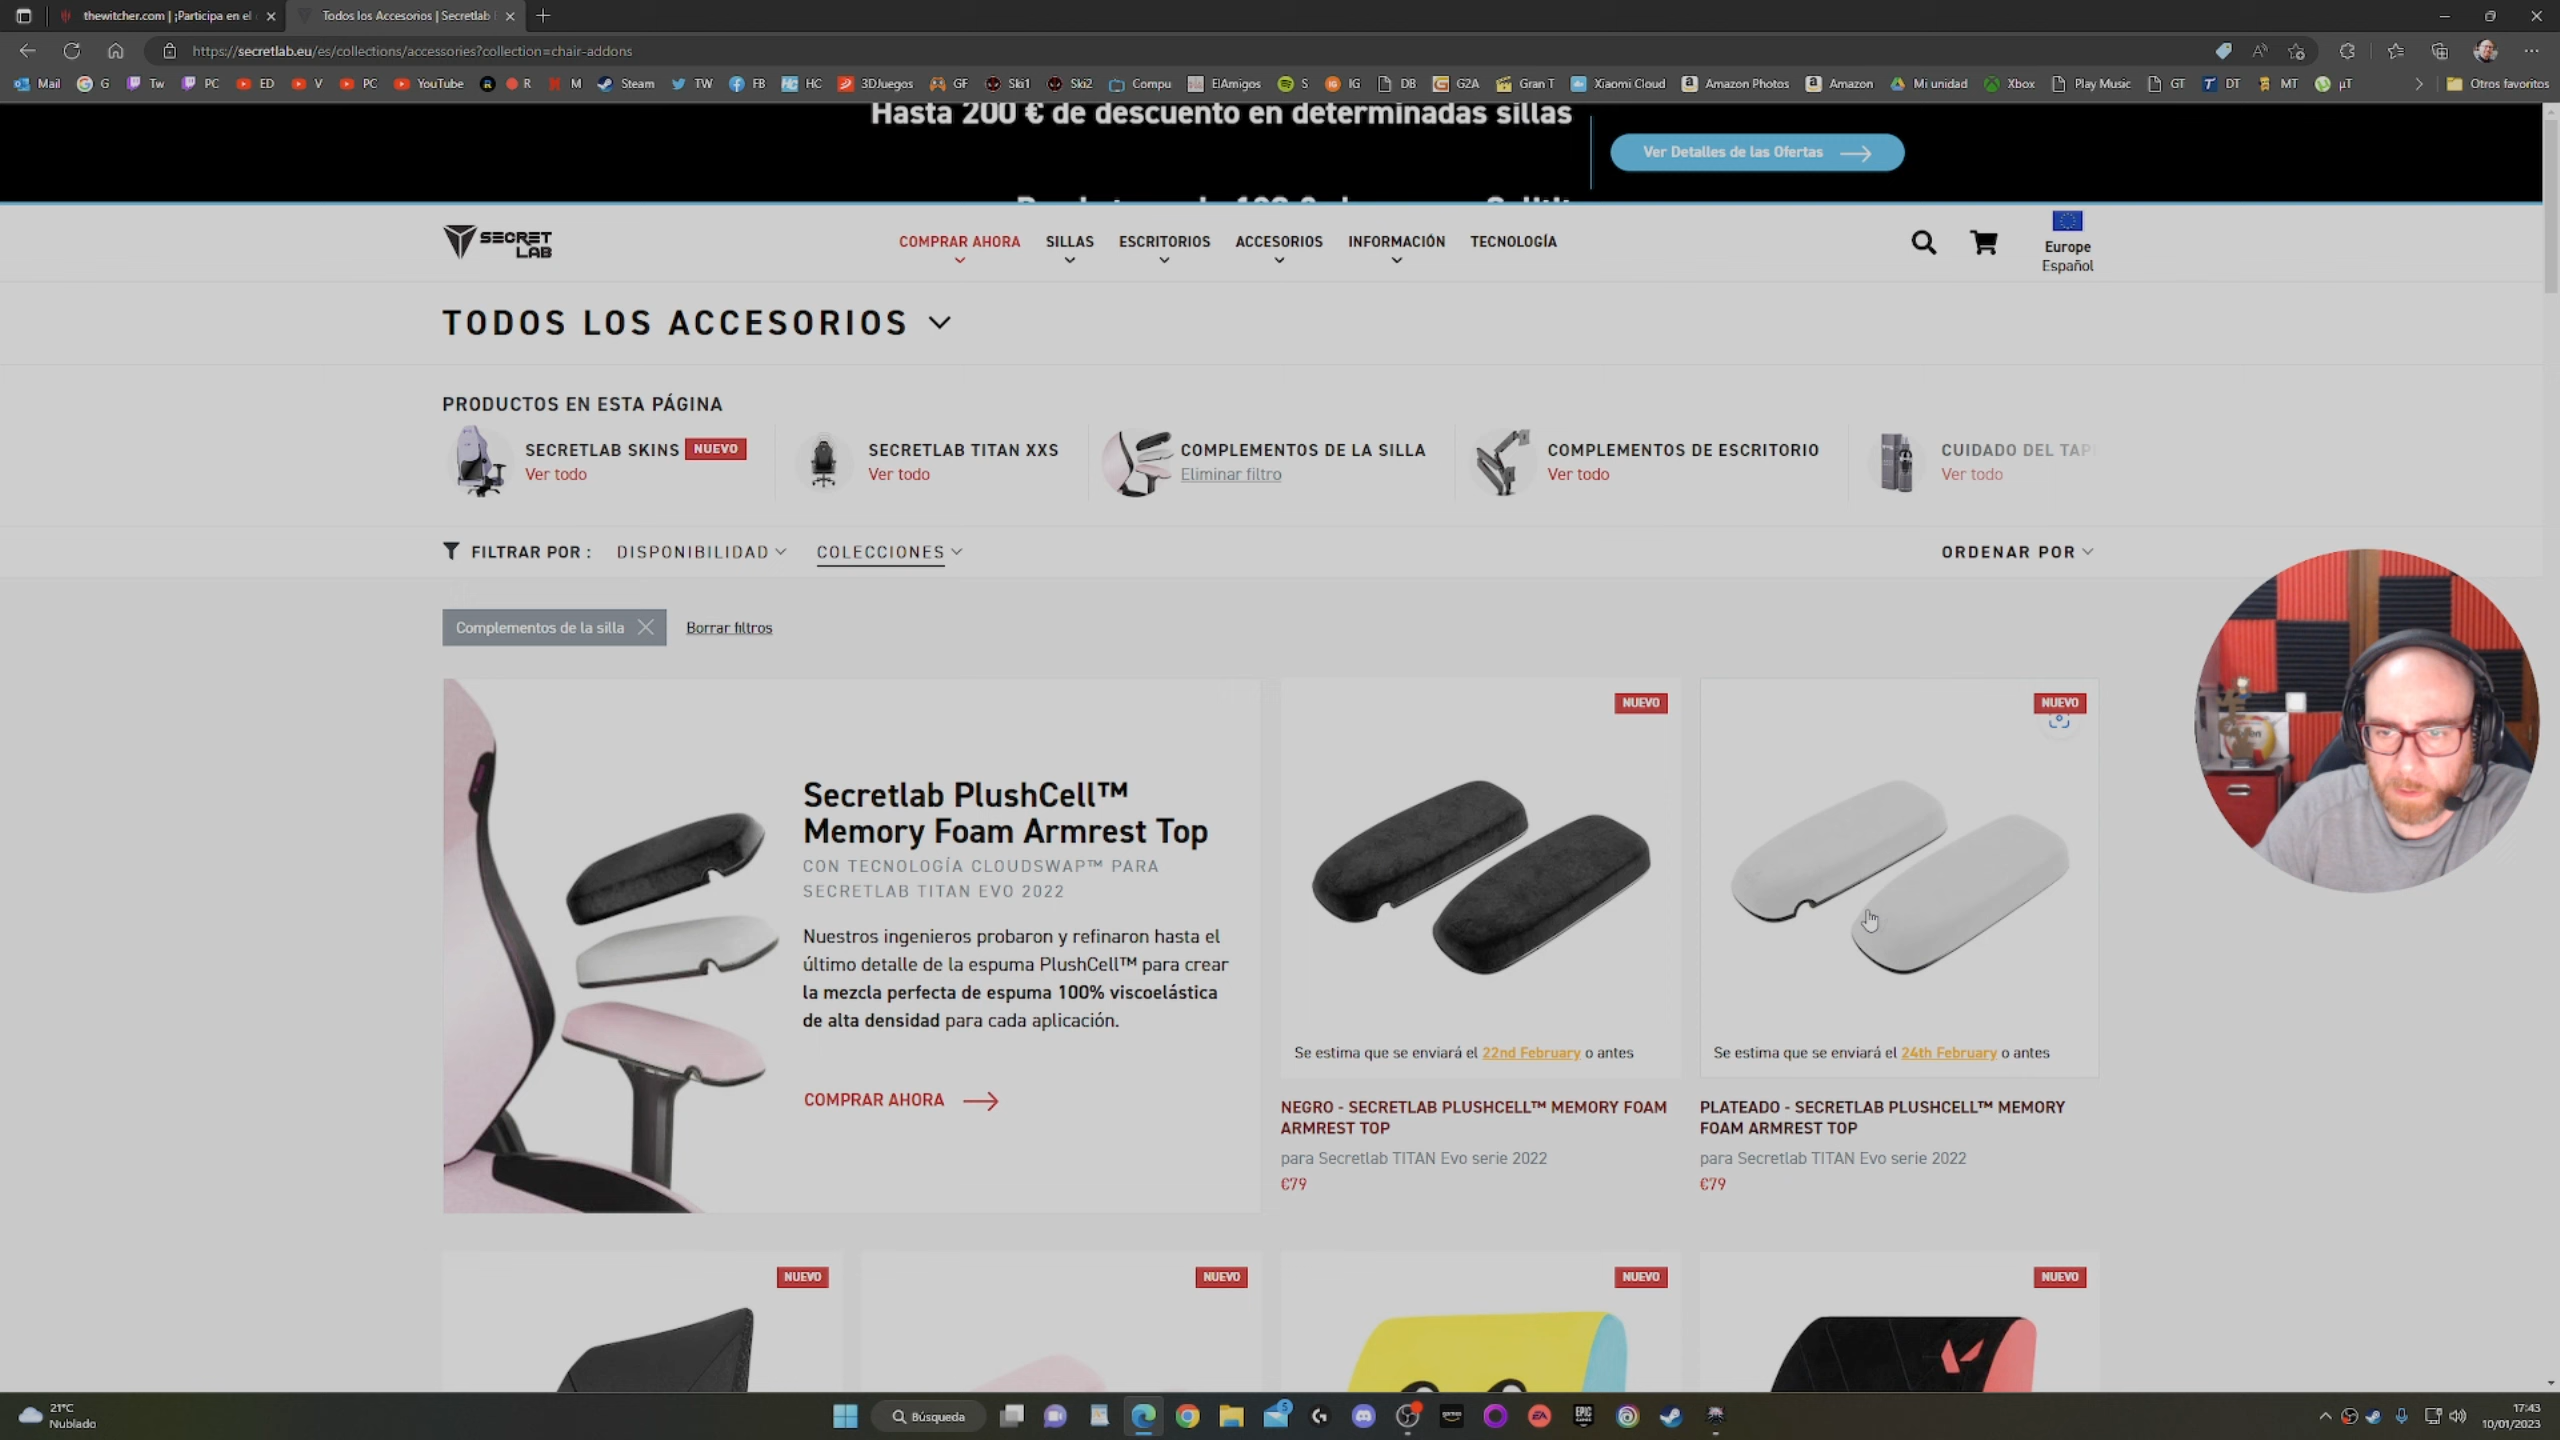 thewitcher.com | ¡Participa en el
Todos los Accesorios | Secretlab
https://secretlab.eu/es/collections/accessories?collection=chair-addons
Mail G Tw PC ED V PC YouTube R M Steam TW FB HC 3DJuegos GF Ski1 Ski2 Compu ElAmigos S IG DB G2A Gran T Xiaomi Cloud Amazon Photos Amazon Mi unidad Xbox Play Music GT DT MT µT Otros favoritos
Hasta 200 € de descuento en determinadas sillas
Ver Detalles de las Ofertas
SECRET
LAB
COMPRAR AHORA SILLAS ESCRITORIOS ACCESORIOS INFORMACIÓN TECNOLOGÍA
Europe
Español
TODOS LOS ACCESORIOS
PRODUCTOS EN ESTA PÁGINA
SECRETLAB SKINS NUEVO
Ver todo
SECRETLAB TITAN XXS
Ver todo
COMPLEMENTOS DE LA SILLA
Eliminar filtro
COMPLEMENTOS DE ESCRITORIO
Ver todo
CUIDADO DEL TAP
Ver todo
FILTRAR POR : DISPONIBILIDAD COLECCIONES ORDENAR POR
Complementos de la silla Borrar filtros
Secretlab PlushCell™
Memory Foam Armrest Top
CON TECNOLOGÍA CLOUDSWAP™ PARA
SECRETLAB TITAN EVO 2022
Nuestros ingenieros probaron y refinaron hasta el
último detalle de la espuma PlushCell™ para crear
la mezcla perfecta de espuma 100% viscoelástica
de alta densidad para cada aplicación.
COMPRAR AHORA
NUEVO
Se estima que se enviará el 22nd February o antes
NEGRO - SECRETLAB PLUSHCELL™ MEMORY FOAM
ARMREST TOP
para Secretlab TITAN Evo serie 2022
€79
NUEVO
Se estima que se enviará el 24th February o antes
PLATEADO - SECRETLAB PLUSHCELL™ MEMORY
FOAM ARMREST TOP
para Secretlab TITAN Evo serie 2022
€79
NUEVO
NUEVO
NUEVO
NUEVO
21°C
Nublado
Búsqueda
17:43
10/01/2023